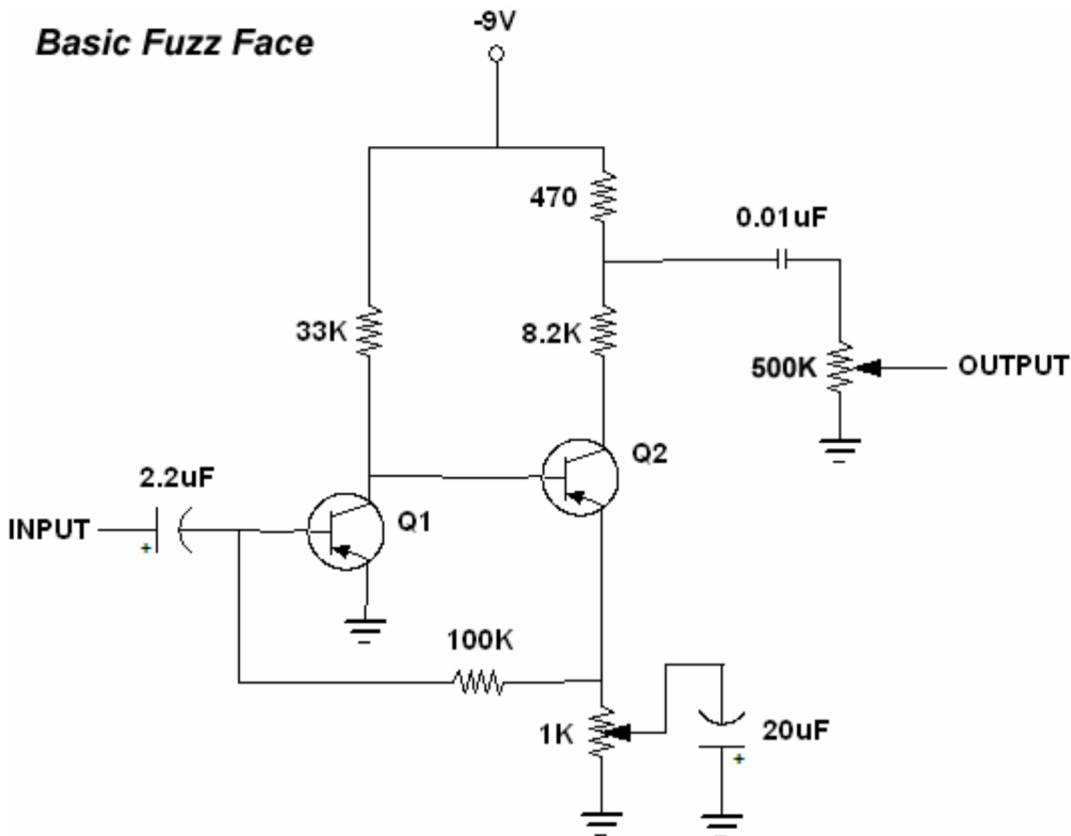 Basic Fuzz Face
-9V
470
0.01uF
33K
8.2K
500K
OUTPUT
Q2
2.2uF
INPUT
+
Q1
100K
1K
20uF
+